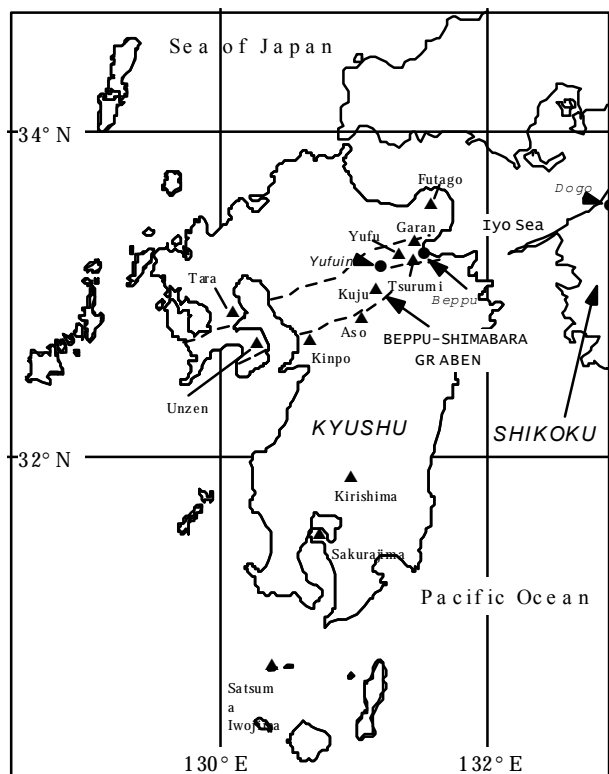 Sea of Japan
34° N
Futago
Dogo
Garan
Iyo Sea
Yufu
Yufuin
Tara
Tsurumi
Kuju
Beppu
Aso
BEPPU-SHIMABARA
GRABEN
Kinpo
Unzen
KYUSHU
SHIKOKU
32° N
Kirishima
Sakurajima
Pacific Ocean
Satsum
a
Iwojima
130° E
132° E